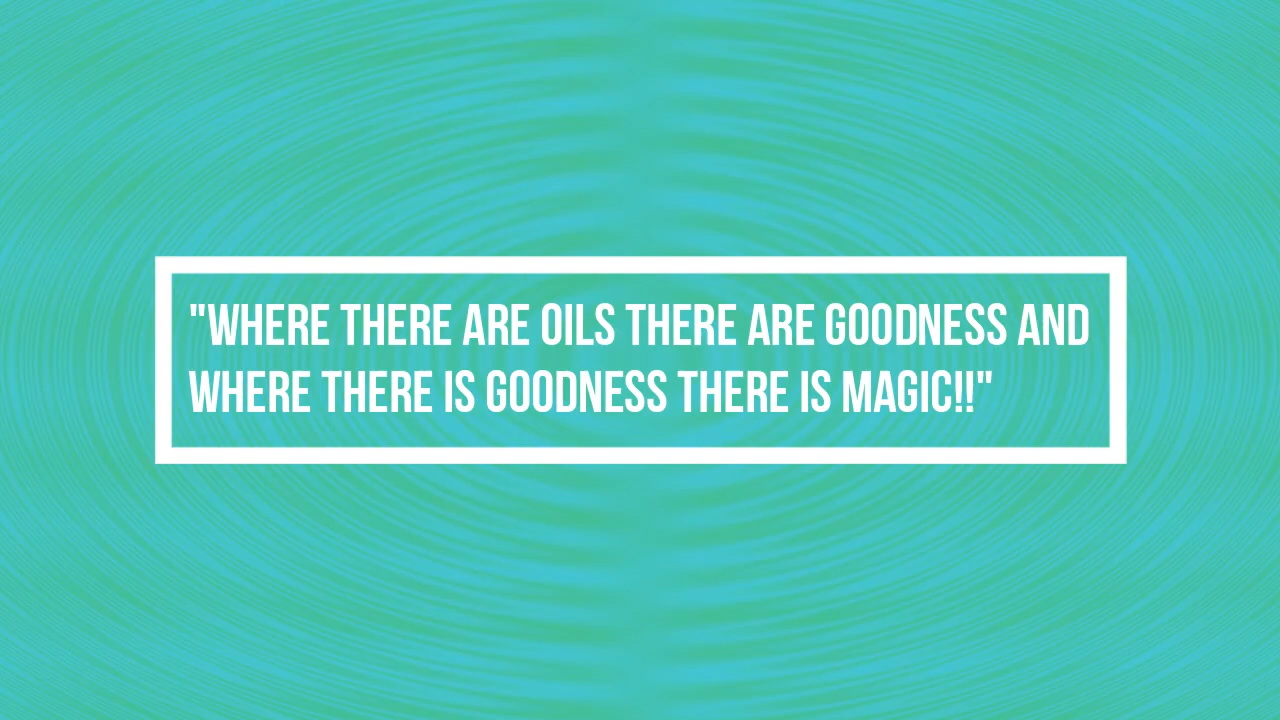 "WHERE THERE ARE OILS THERE ARE GOODNESS AND
WHERE THERE IS GOODNESS THERE IS MAGIC!!"